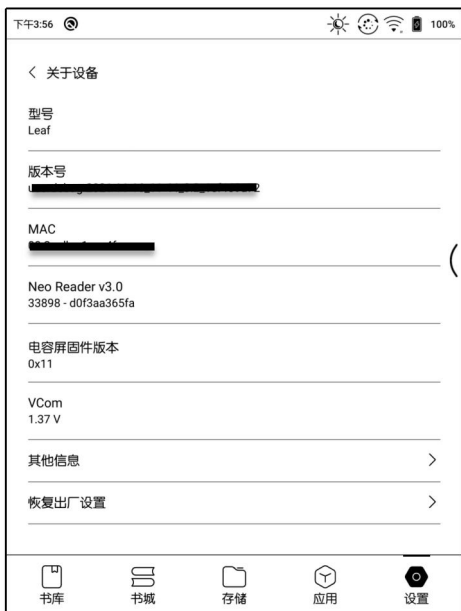 下午3:56
100%
关于设备
型号
Leaf
版本号
MAC
Neo Reader v3.0
33898 - d0f3aa365fa
电容屏固件版本
0x11
VCom
1.37 V
其他信息
恢复出厂设置
书库
书城
存储
应用
设置